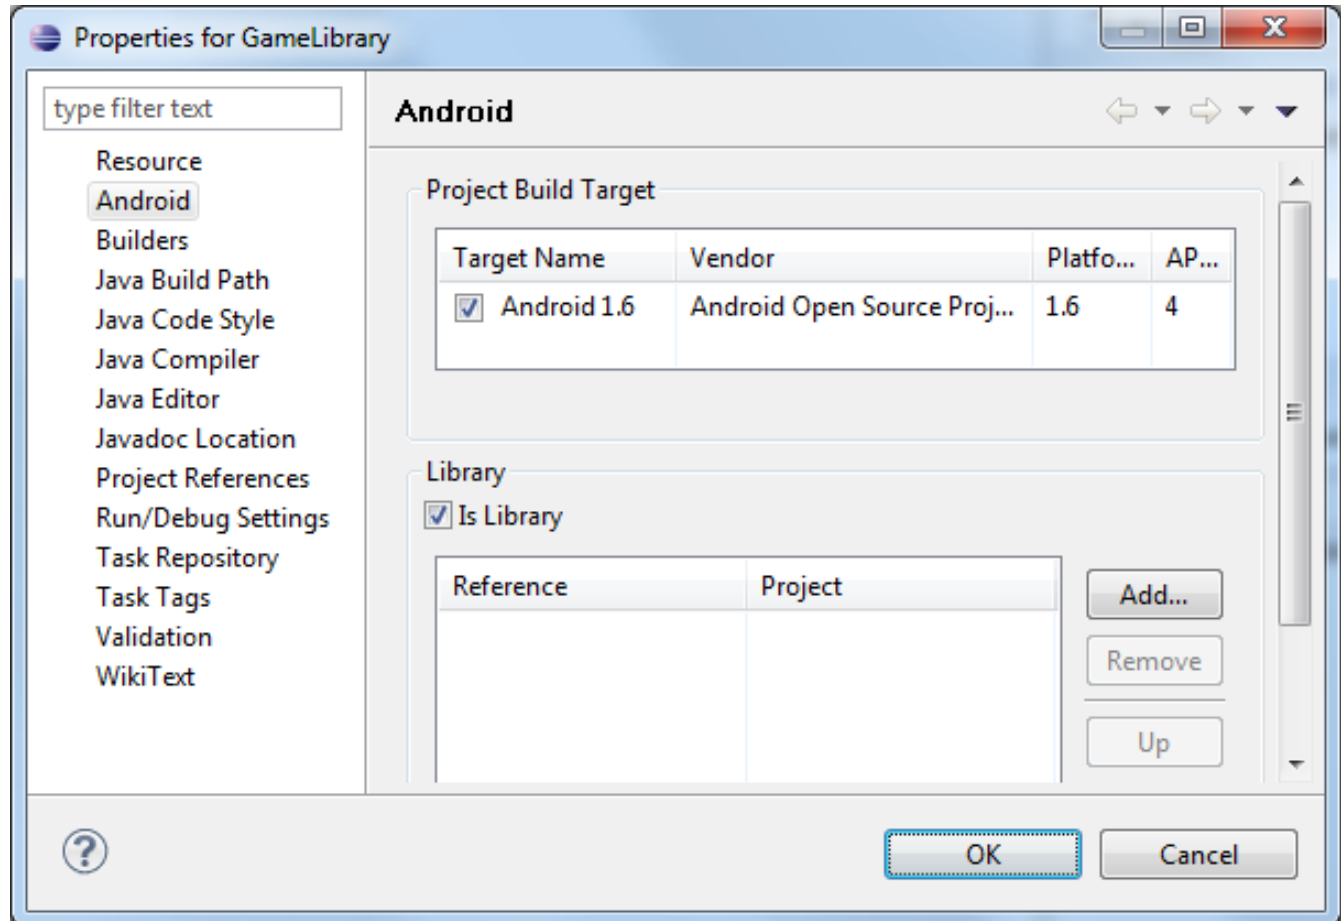 Properties for GameLibrary
type filter text
Resource
Android
Builders
Java Build Path
Java Code Style
Java Compiler
Java Editor
Javadoc Location
Project References
Run/Debug Settings
Task Repository
Task Tags
Validation
WikiText
Android
Project Build Target
Target Name Vendor Platfo... AP...
Android 1.6 Android Open Source Proj... 1.6 4
Library
Is Library
Reference Project
Add...
Remove
Up
?
OK Cancel